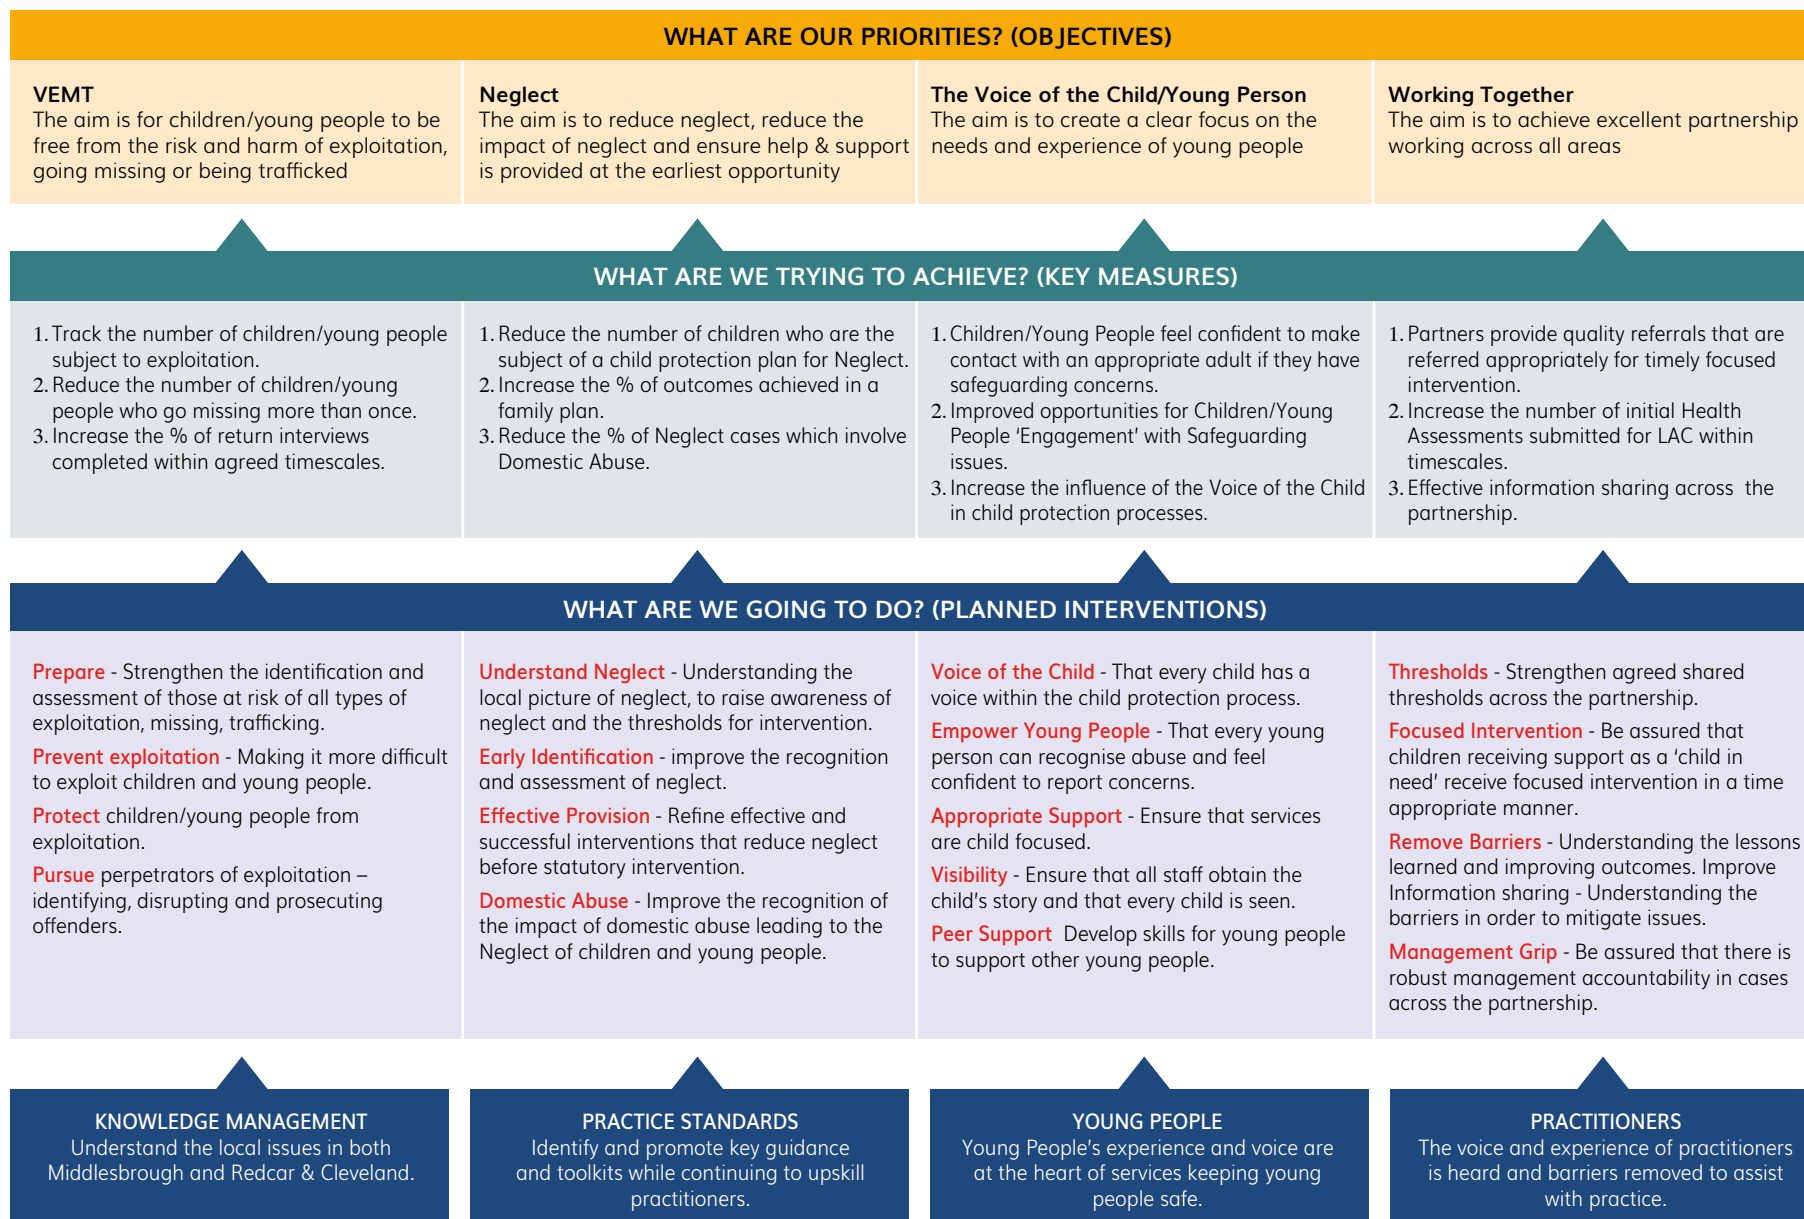 WHAT ARE OUR PRIORITIES? (OBJECTIVES)
VEMT
The aim is for children/young people to be
free from the risk and harm of exploitation,
going missing or being trafficked
Neglect
The aim is to reduce neglect, reduce the
impact of neglect and ensure help & support
is provided at the earliest opportunity
The Voice of the Child/Young Person
The aim is to create a clear focus on the
needs and experience of young people
Working Together
The aim is to achieve excellent partnership
working across all areas
WHAT ARE WE TRYING TO ACHIEVE? (KEY MEASURES)
1. Track the number of children/young people
subject to exploitation.
2. Reduce the number of children/young
people who go missing more than once.
3. Increase the % of return interviews
completed within agreed timescales.
1. Reduce the number of children who are the
subject of a child protection plan for Neglect.
2. Increase the % of outcomes achieved in a
family plan.
3. Reduce the % of Neglect cases which involve
Domestic Abuse.
1. Children/Young People feel confident to make
contact with an appropriate adult if they have
safeguarding concerns.
2. Improved opportunities for Children/Young
People ‘Engagement’ with Safeguarding
issues.
3. Increase the influence of the Voice of the Child
in child protection processes.
1. Partners provide quality referrals that are
referred appropriately for timely focused
intervention.
2. Increase the number of initial Health
Assessments submitted for LAC within
timescales.
3. Effective information sharing across the
partnership.
WHAT ARE WE GOING TO DO? (PLANNED INTERVENTIONS)
Prepare - Strengthen the identification and
assessment of those at risk of all types of
exploitation, missing, trafficking.
Prevent exploitation - Making it more difficult
to exploit children and young people.
Protect children/young people from
exploitation.
Pursue perpetrators of exploitation –
identifying, disrupting and prosecuting
offenders.
Understand Neglect - Understanding the
local picture of neglect, to raise awareness of
neglect and the thresholds for intervention.
Early Identification - improve the recognition
and assessment of neglect.
Effective Provision - Refine effective and
successful interventions that reduce neglect
before statutory intervention.
Domestic Abuse - Improve the recognition of
the impact of domestic abuse leading to the
Neglect of children and young people.
Voice of the Child - That every child has a
voice within the child protection process.
Empower Young People - That every young
person can recognise abuse and feel
confident to report concerns.
Appropriate Support - Ensure that services
are child focused.
Visibility - Ensure that all staff obtain the
child’s story and that every child is seen.
Peer Support Develop skills for young people
to support other young people.
Thresholds - Strengthen agreed shared
thresholds across the partnership.
Focused Intervention - Be assured that
children receiving support as a ‘child in
need’ receive focused intervention in a time
appropriate manner.
Remove Barriers - Understanding the lessons
learned and improving outcomes. Improve
Information sharing - Understanding the
barriers in order to mitigate issues.
Management Grip - Be assured that there is
robust management accountability in cases
across the partnership.
KNOWLEDGE MANAGEMENT
Understand the local issues in both
Middlesbrough and Redcar & Cleveland.
PRACTICE STANDARDS
Identify and promote key guidance
and toolkits while continuing to upskill
practitioners.
YOUNG PEOPLE
Young People's experience and voice are
at the heart of services keeping young
people safe.
PRACTITIONERS
The voice and experience of practitioners
is heard and barriers removed to assist
with practice.